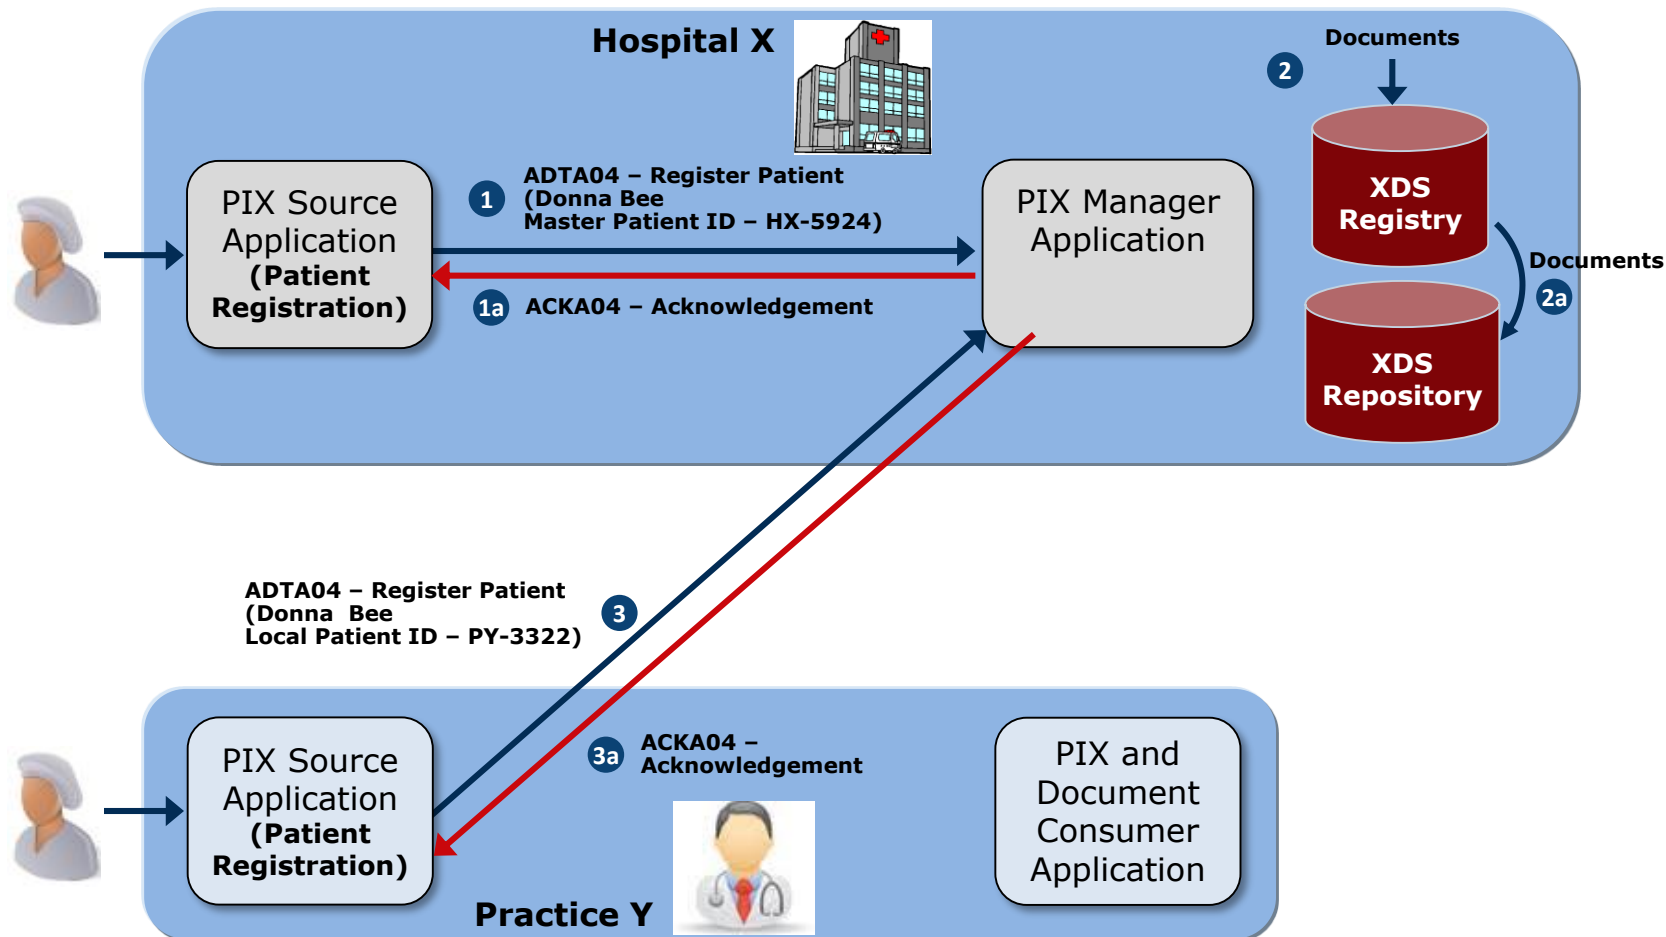 Hospital X
Documents
2
XDS
Registry
Documents
2a
XDS
Repository
PIX Source
Application
(Patient
Registration)
1
ADTA04 – Register Patient
(Donna Bee
Master Patient ID – HX-5924)
1a
ACKA04 – Acknowledgement
PIX Manager
Application
ADTA04 – Register Patient
(Donna  Bee
Local Patient ID – PY-3322)
3
PIX Source
Application
(Patient
Registration)
3a
ACKA04 –
Acknowledgement
PIX and
Document
Consumer
Application
Practice Y